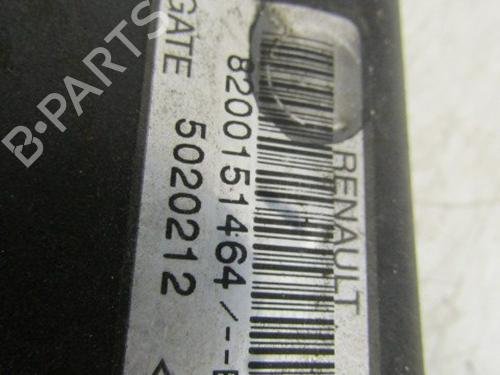 RENAULT
8200151464/--E
GATE 5020212
B-PARTS